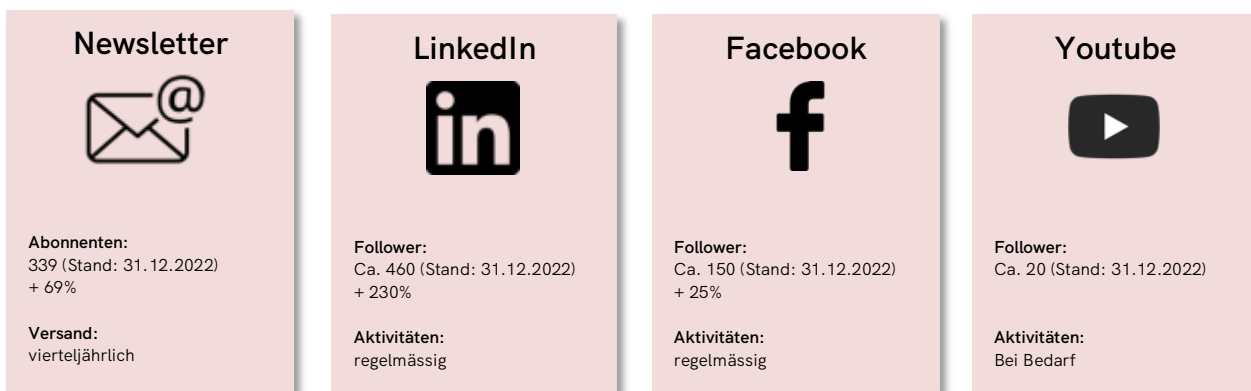 Newsletter
Abonnenten:
339 (Stand: 31.12.2022)
+ 69%
Versand:
vierteljährlich
LinkedIn
in
Follower:
Ca. 460 (Stand: 31.12.2022)
+ 230%
Aktivitäten:
regelmässig
Facebook
f
Follower:
Ca. 150 (Stand: 31.12.2022)
+ 25%
Aktivitäten:
regelmässig
Youtube
Follower:
Ca. 20 (Stand: 31.12.2022)
Aktivitäten:
Bei Bedarf